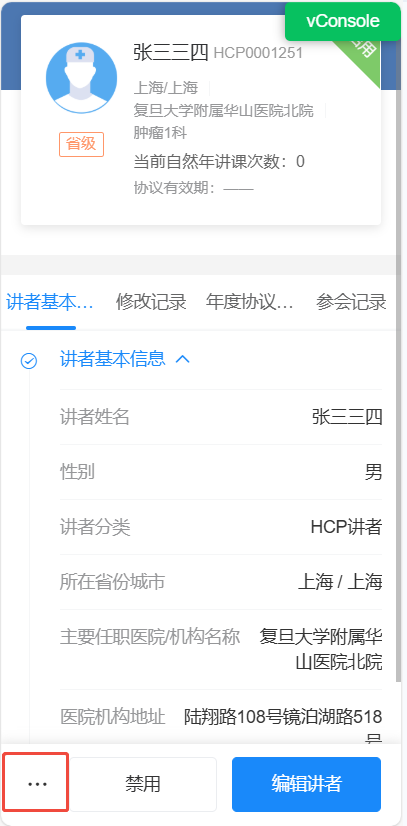 vConsole
用
张三三四 HCP0001251
上海/上海
复旦大学附属华山医院北院
肿瘤1科
省级
当前自然年讲课次数：0
协议有效期：——
讲者基本... 修改记录 年度协议... 参会记录
讲者基本信息
讲者姓名 张三三四
性别 男
讲者分类 HCP讲者
所在省份城市 上海 / 上海
主要任职医院/机构名称 复旦大学附属华
山医院北院
医院机构地址 陆翔路108号镜泊湖路518
号
... 禁用 编辑讲者